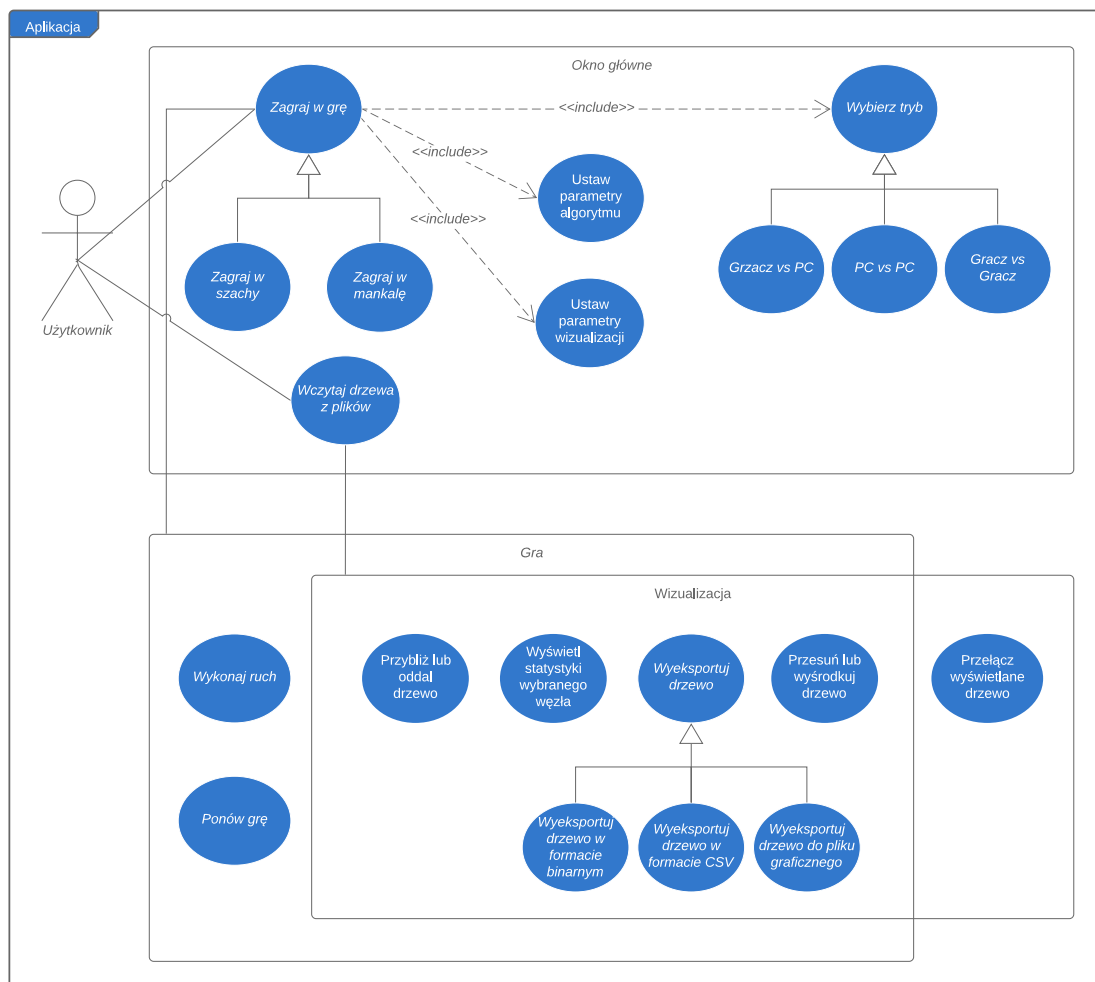 Aplikacja
Okno główne
Zagraj w grę
<<include>>
Wybierz tryb
<<include>>
Ustaw
parametry
algorytmu
<<include>>
Użytkownik
Zagraj w
szachy
Zagraj w
mankalę
Grzacz vs PC
PC vs PC
Gracz vs
Gracz
Ustaw
parametry
wizualizacji
Wczytaj drzewa
z plików
Gra
Wizualizacja
Wykonaj ruch
Przybliż lub
oddal
drzewo
Wyświetl
statystyki
wybranego
węzła
Wyeksportuj
drzewo
Przesuń lub
wyśrodkuj
drzewo
Przełącz
wyświetlane
drzewo
Ponów grę
Wyeksportuj
drzewo w
formacie
binarnym
Wyeksportuj
drzewo w
formacie CSV
Wyeksportuj
drzewo do pliku
graficznego